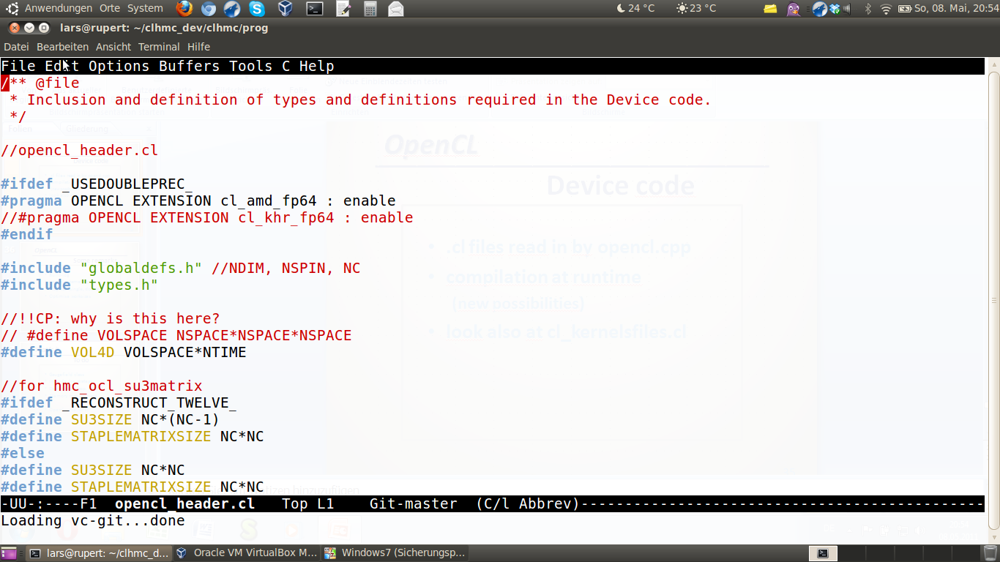 Anwendungen Orte System
24 °C
23 °C
So, 08. Mai, 20:54
lars@rupert: ~/clhmc_dev/clhmc/prog
Datei Bearbeiten Ansicht Terminal Hilfe
File Edit Options Buffers Tools C Help
/** @file
 * Inclusion and definition of types and definitions required in the Device code.
 */
Folien
Gliederung
//opencl_header.cl
OpenCL
#ifdef _USEDOUBLEPREC_
Device code
#pragma OPENCL EXTENSION cl_amd_fp64 : enable
//#pragma OPENCL EXTENSION cl_khr_fp64 : enable
#endif
.cl files read in by opencl.cpp
#include "globaldefs.h" //NDIM, NSPIN, NC
compilation at runtime
#include "types.h"
(new possibilities)
//!!CP: why is this here?
look also at cl_kernelsfiles.cl
// #define VOLSPACE NSPACE*NSPACE*NSPACE
#define VOL4D VOLSPACE*NTIME
//for hmc_ocl_su3matrix
#ifdef _RECONSTRUCT_TWELVE_
#define SU3SIZE NC*(NC-1)
#define STAPLEMATRIXSIZE NC*NC
#else
#define SU3SIZE NC*NC
#define STAPLEMATRIXSIZE NC*NC
hinzuzufügen
-UU-:----F1  opencl_header.cl   Top L1    Git-master  (C/l Abbrev)----------------------------------------------
Loading vc-git...done
lars@rupert: ~/clhmc_d...
Oracle VM VirtualBox M...
Windows7 (Sicherungsp...